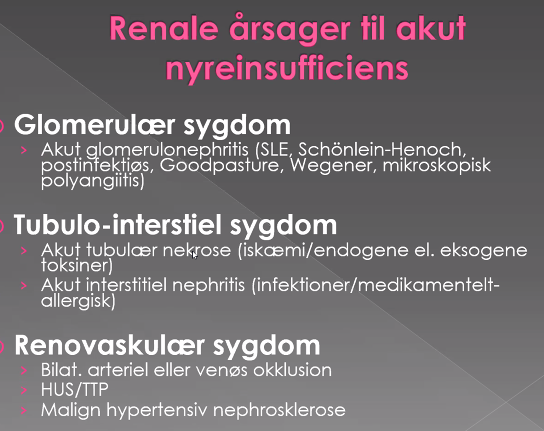 Renale årsager til akut
nyreinsufficiens
Glomerulær sygdom
Akut glomerulonephritis (SLE, Schönlein-Henoch,
postinfektiøs, Goodpasture, Wegener, mikroskopisk
polyangiitis)
Tubulo-interstiel sygdom
Akut tubulær nekrose (iskæmi/endogene el. eksogene
toksiner)
Akut interstitiel nephritis (infektioner/medikamentelt-
allergisk)
Renovaskulær sygdom
Bilat. arteriel eller venøs okklusion
HUS/TTP
Malign hypertensiv nephrosklerose